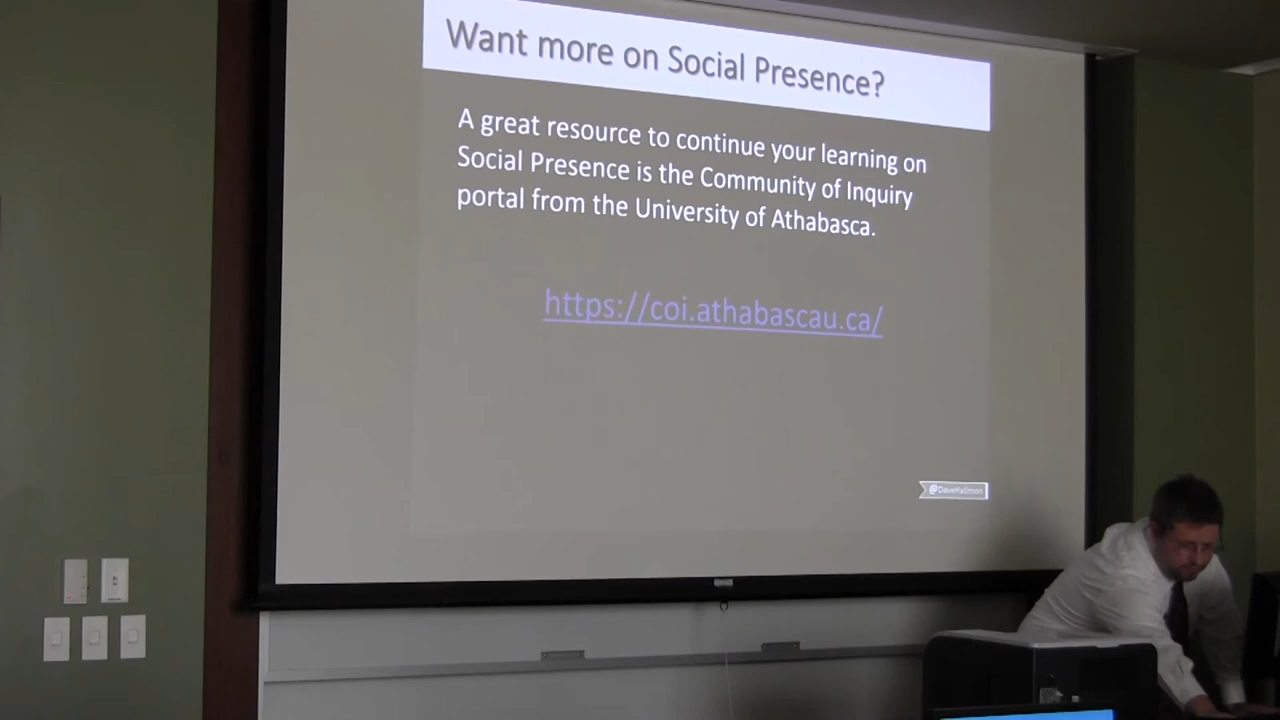 Want more on Social Presence?
A great resource to continue your learning on
Social Presence is the Community of Inquiry
portal from the University of Athabasca.
https://coi.athabascau.ca/
@DaveHallmon